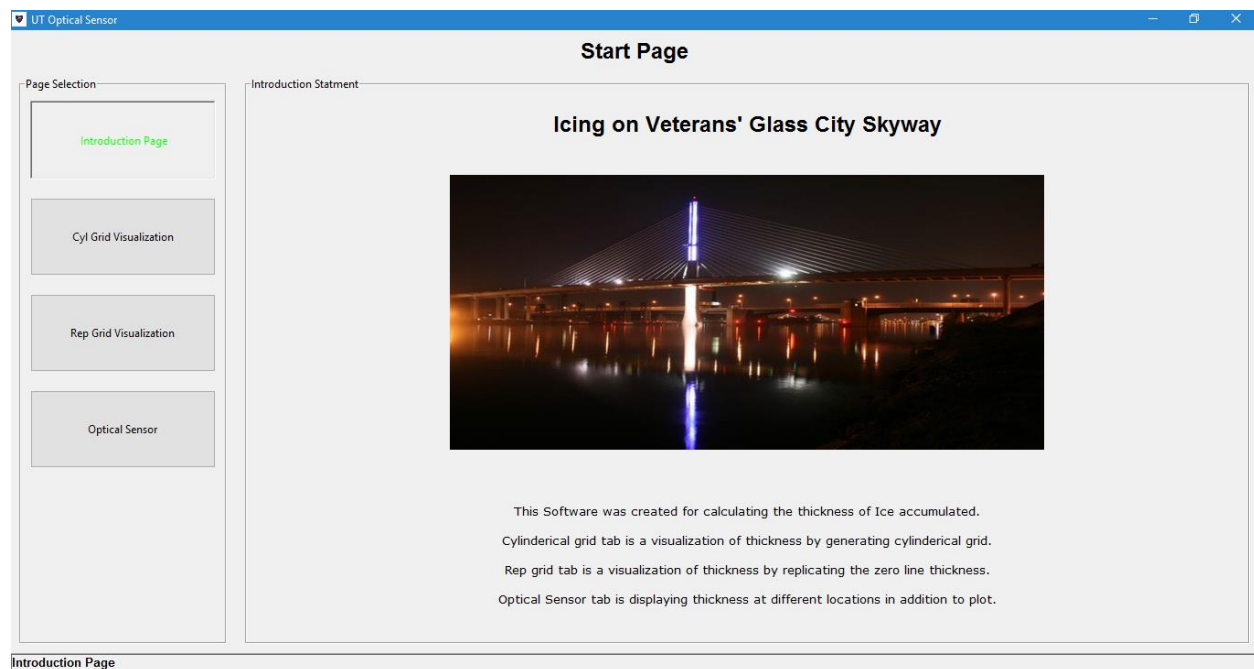 UT Optical Sensor
Start Page
Page Selection
Introduction Page
Cyl Grid Visualization
Rep Grid Visualization
Optical Sensor
Introduction Statment
Icing on Veterans' Glass City Skyway
This Software was created for calculating the thickness of Ice accumulated.
Cylinderical grid tab is a visualization of thickness by generating cylinderical grid.
Rep grid tab is a visualization of thickness by replicating the zero line thickness.
Optical Sensor tab is displaying thickness at different locations in addition to plot.
Introduction Page